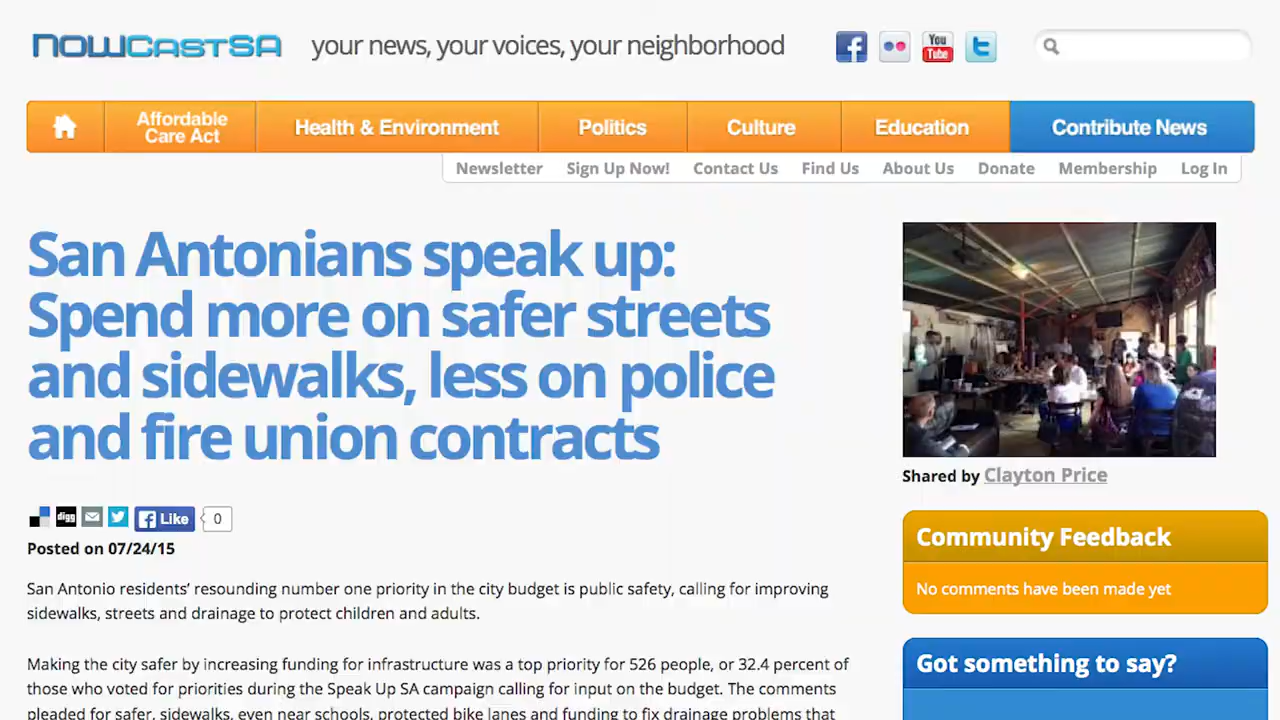 NOWCASTSA
your news, your voices, your neighborhood
You
Tube
Affordable
Care Act
Health & Environment
Politics
Culture
Education
Contribute News
Newsletter
Sign Up Now!
Contact Us
Find Us
About Us
Donate
Membership
Log In
San Antonians speak up:
Spend more on safer streets
and sidewalks, less on police
and fire union contracts
Shared by Clayton Price
digg
Like
0
Posted on 07/24/15
San Antonio residents’ resounding number one priority in the city budget is public safety, calling for improving
sidewalks, streets and drainage to protect children and adults.
Making the city safer by increasing funding for infrastructure was a top priority for 526 people, or 32.4 percent of
those who voted for priorities during the Speak Up SA campaign calling for input on the budget. The comments
pleaded for safer, sidewalks, even near schools, protected bike lanes and funding to fix drainage problems that
Community Feedback
No comments have been made yet
Got something to say?